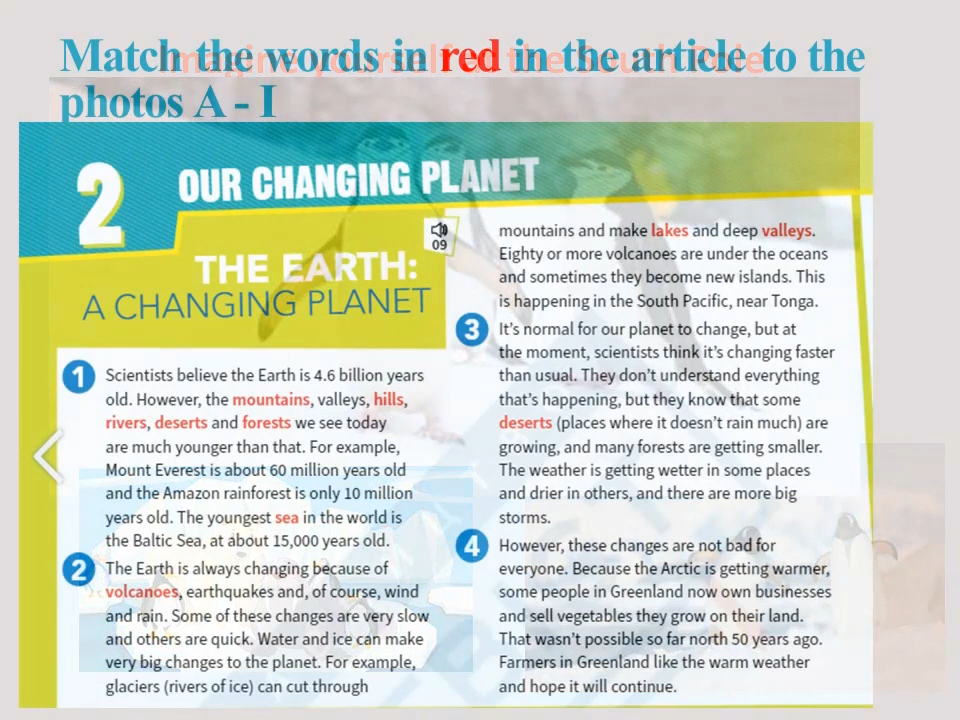 Match the words in red in the article to the
photos A - I
Imagine yourself at the South Pole
2
OUR CHANGING PLANET
09
THE EARTH:
A CHANGING PLANET
1
Scientists believe the Earth is 4.6 billion years
old. However, the mountains, valleys, hills,
rivers, deserts and forests we see today
are much younger than that. For example,
Mount Everest is about 60 million years old
and the Amazon rainforest is only 10 million
years old. The youngest sea in the world is
the Baltic Sea, at about 15,000 years old.
2
The Earth is always changing because of
volcanoes, earthquakes and, of course, wind
and rain. Some of these changes are very slow
and others are quick. Water and ice can make
very big changes to the planet. For example,
glaciers (rivers of ice) can cut through
mountains and make lakes and deep valleys.
Eighty or more volcanoes are under the oceans
and sometimes they become new islands. This
is happening in the South Pacific, near Tonga.
3
It’s normal for our planet to change, but at
the moment, scientists think it’s changing faster
than usual. They don’t understand everything
that’s happening, but they know that some
deserts (places where it doesn’t rain much) are
growing, and many forests are getting smaller.
The weather is getting wetter in some places
and drier in others, and there are more big
storms.
4
However, these changes are not bad for
everyone. Because the Arctic is getting warmer,
some people in Greenland now own businesses
and sell vegetables they grow on their land.
That wasn’t possible so far north 50 years ago.
Farmers in Greenland like the warm weather
and hope it will continue.